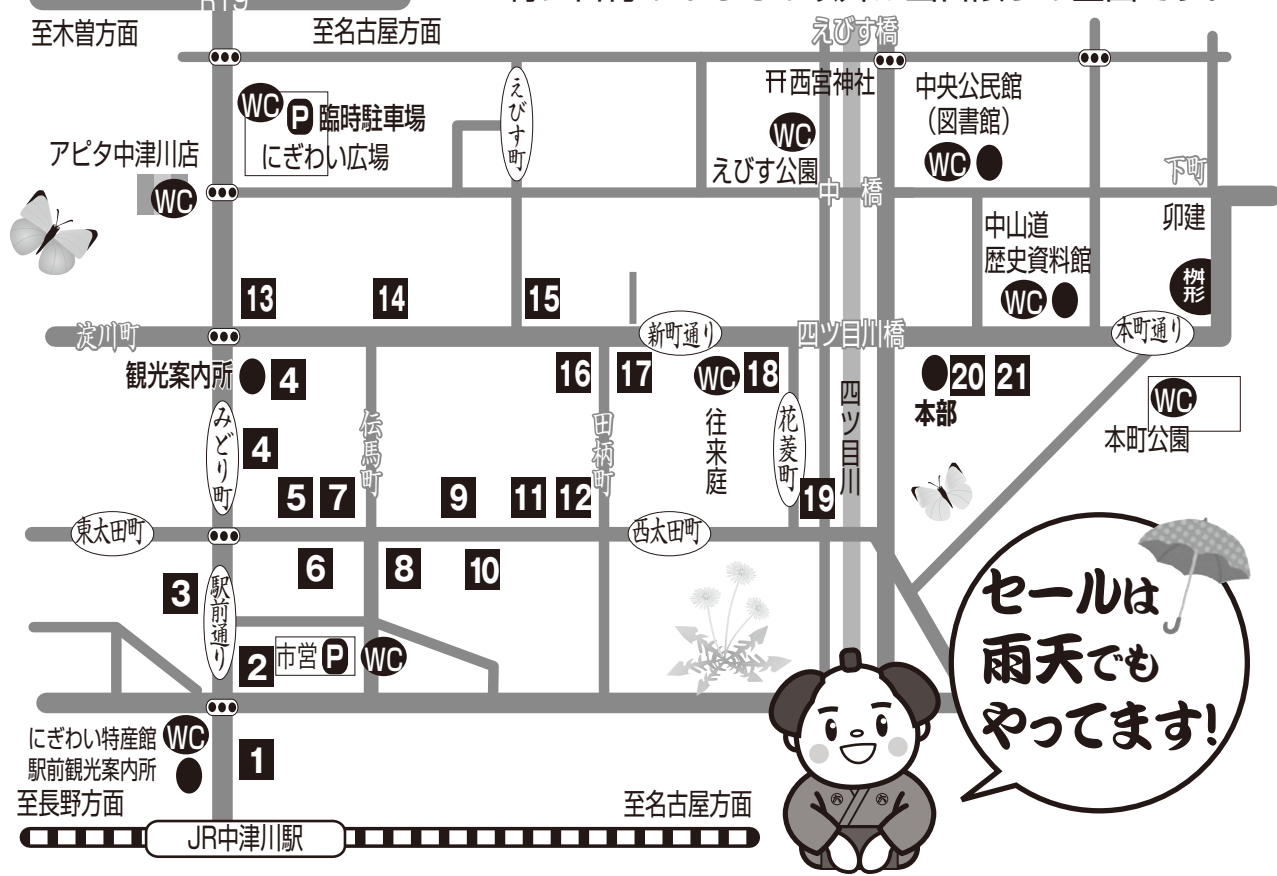 R19
至木曽方面
至名古屋方面
えびす橋
WC
P 臨時駐車場
にぎわい広場
えびす町
西宮神社
WC
えびす公園
中央公民館
(図書館)
WC
下町
アピタ中津川店
WC
中 橋
中山道
歴史資料館
WC
卯建
桝形
13
14
15
淀川町
新町通り
四ツ目川橋
本町通り
観光案内所
4
16
17
WC
往来庭
18
花菱町
四ツ目川
本部
20
21
WC
本町公園
みどり町
4
伝馬町
田柄町
5
7
9
11
12
19
東太田町
西太田町
3
駅前通り
6
8
10
2
市営 P
WC
セールは
雨天でも
やってます!
にぎわい特産館
WC
駅前観光案内所
1
至長野方面
至名古屋方面
JR中津川駅